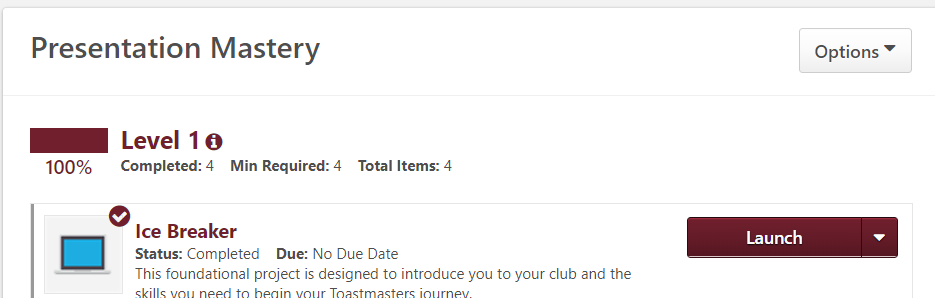 Presentation Mastery
Options
Level 1
100%
Completed: 4 Min Required: 4 Total Items: 4
Ice Breaker
Status: Completed Due: No Due Date
Launch
This foundational project is designed to introduce you to your club and the
skills you need to begin your Toastmasters journey.